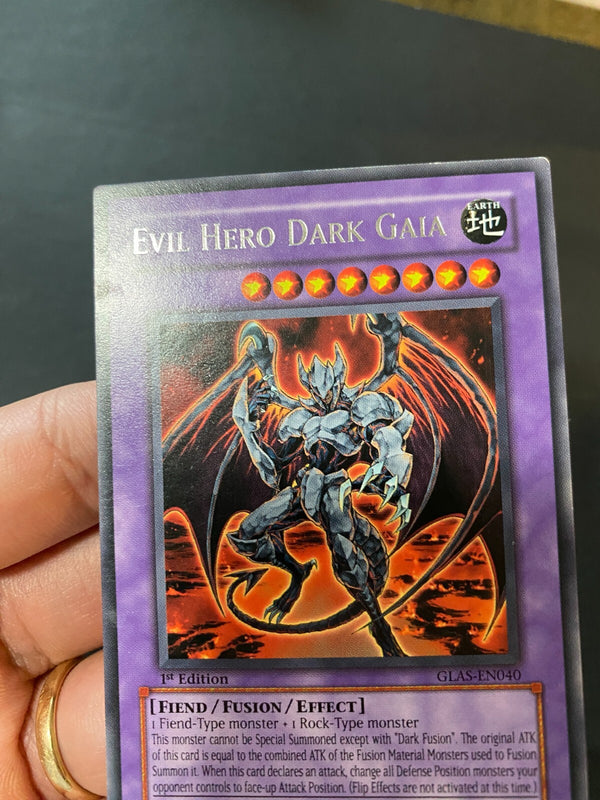 EVIL HERO DARK GAIA
EARTH
地
1st Edition
GLAS-EN040
[FIEND / FUSION / EFFECT]
1 Fiend-Type monster + 1 Rock-Type monster
This monster cannot be Special Summoned except with "Dark Fusion". The original ATK
of this card is equal to the combined ATK of the Fusion Material Monsters used to Fusion
Summon it. When this card declares an attack, change all Defense Position monsters your
opponent controls to face-up Attack Position. (Flip Effects are not activated at this time.)